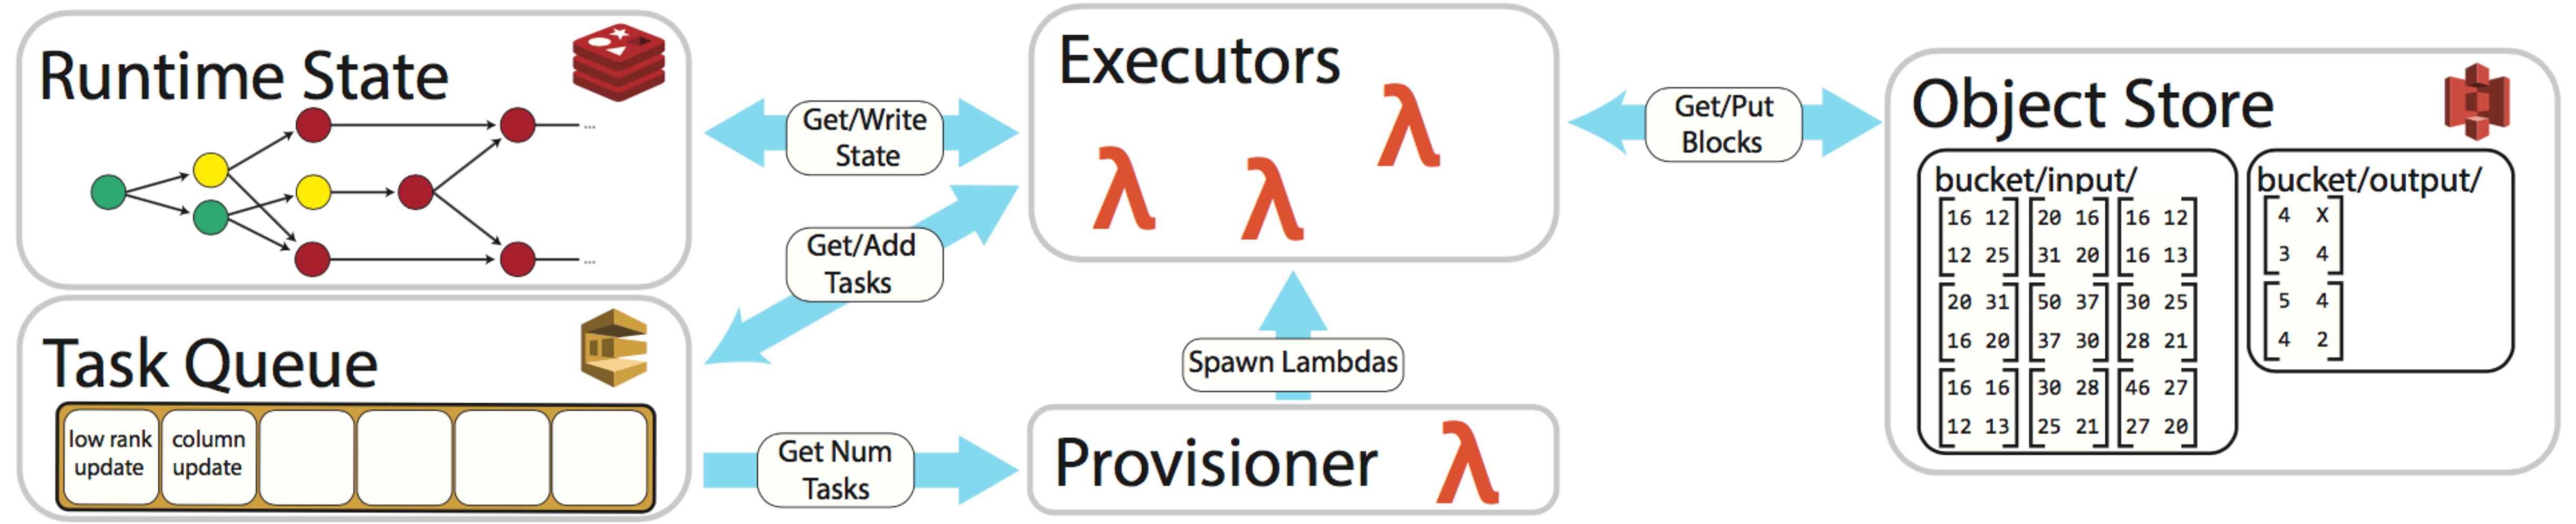 Runtime State
...
...
Task Queue
low rank
update
column
update
Get/Write
State
Get/Add
Tasks
Get Num
Tasks
Executors
λ
λ
λ
Spawn Lambdas
Provisioner
λ
Get/Put
Blocks
Object Store
bucket/input/
16 12 20 16 16 12
12 25 31 20 16 13
20 31 50 37 30 25
16 20 37 30 28 21
16 16 30 28 46 27
12 13 25 21 27 20
bucket/output/
4 X
3 4
5 4
4 2